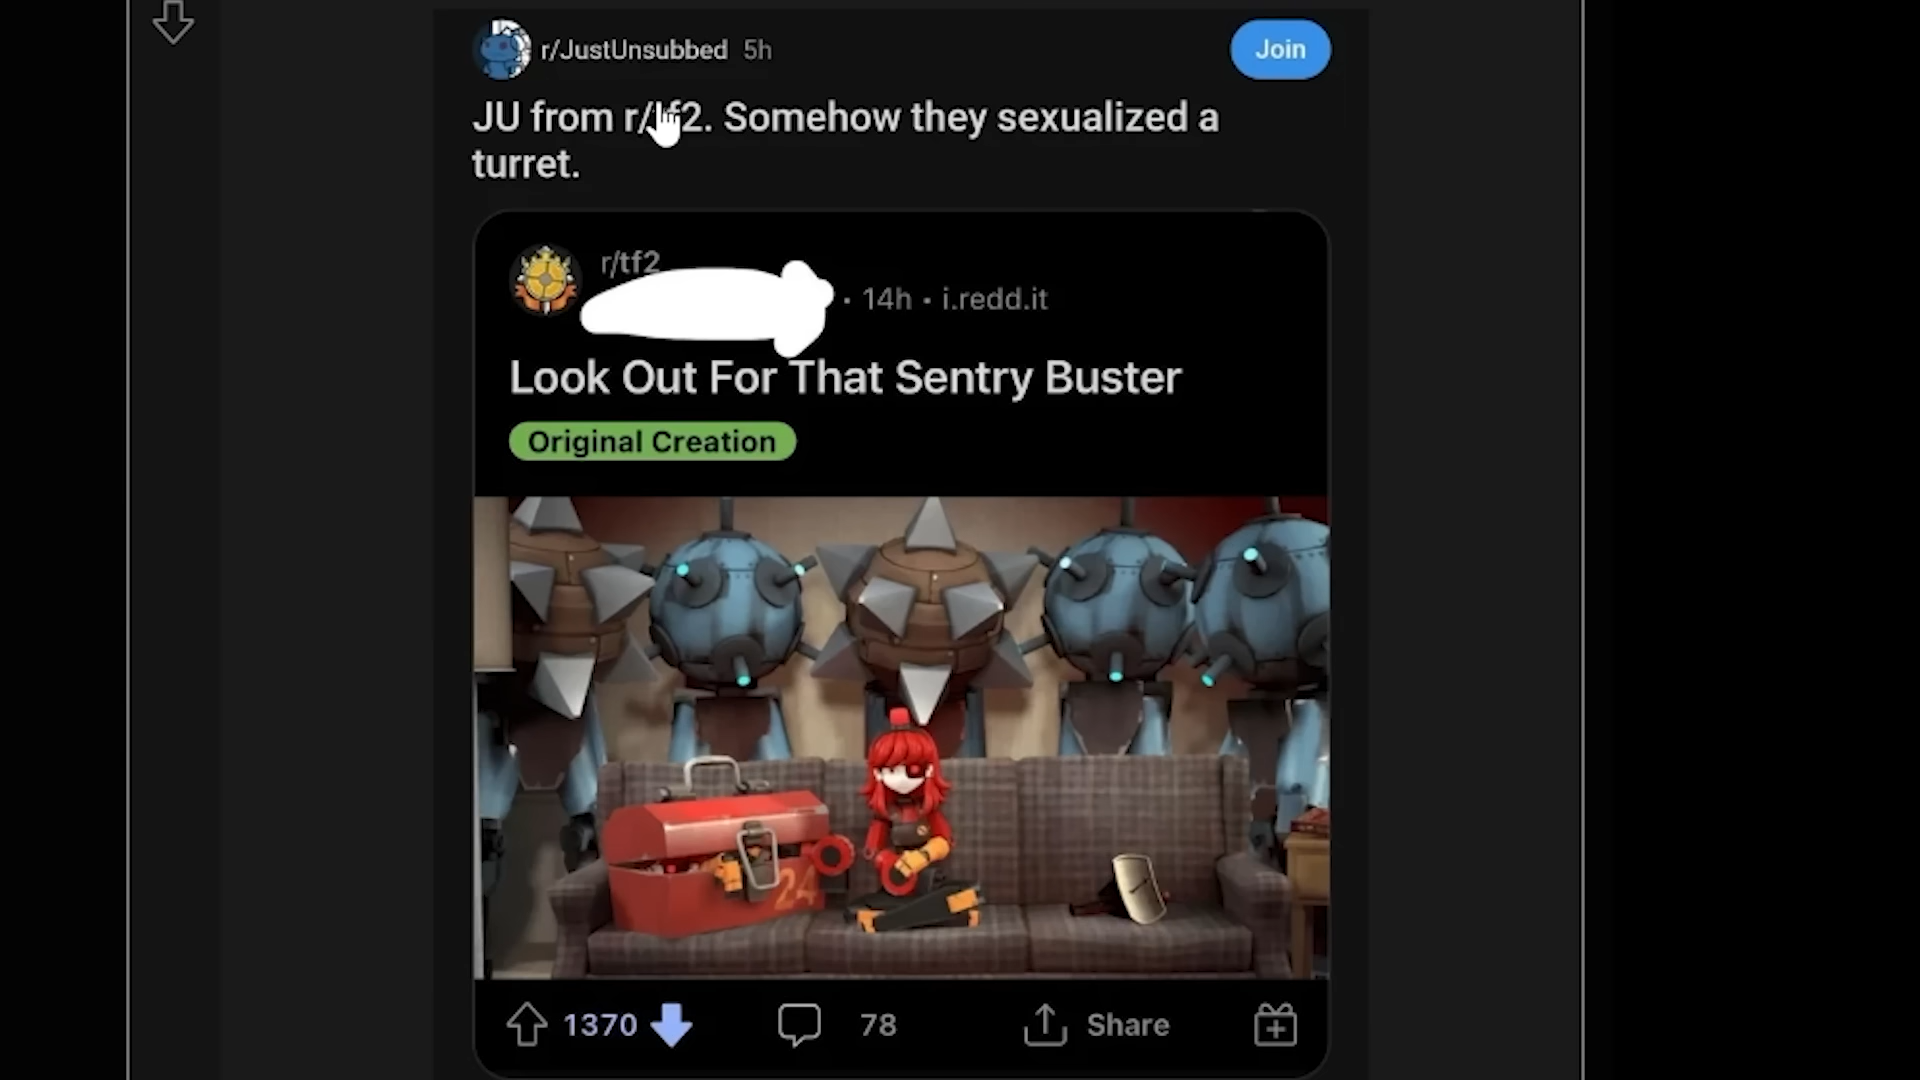 r/JustUnsubbed 5h
Join
JU from r/tf2. Somehow they sexualized a
turret.
r/tf2
· 14h · i.redd.it
Look Out For That Sentry Buster
Original Creation
24
1370
78
Share